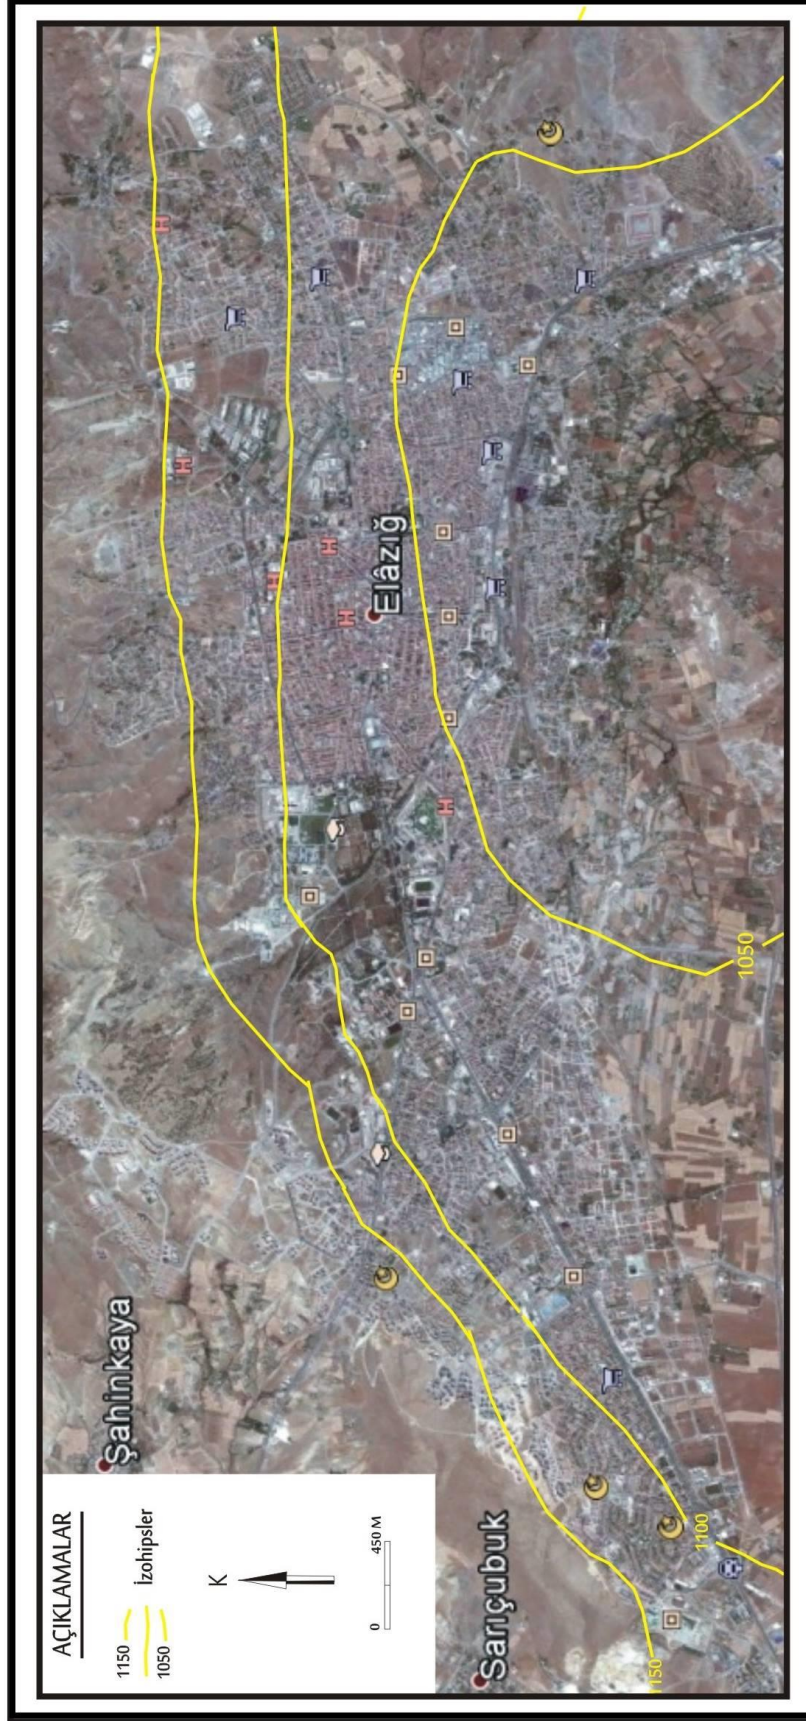 AÇIKLAMALAR
1150
İzohipsler
1050
K
0 450 M
Şahinkaya
Sarıçubuk
Elâzığ
H
H
H
H
H
H
1150
1100
1050